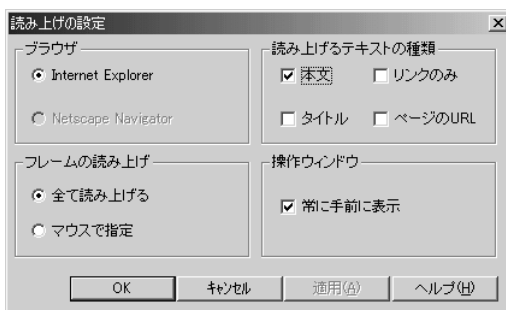 読み上げの設定
ブラウザ
Internet Explorer
Netscape Navigator
読み上げるテキストの種類
本文 リンクのみ
タイトル ページのURL
フレームの読み上げ
全て読み上げる
マウスで指定
操作ウィンドウ
常に手前に表示
OK キャンセル 適用(A) ヘルプ(H)